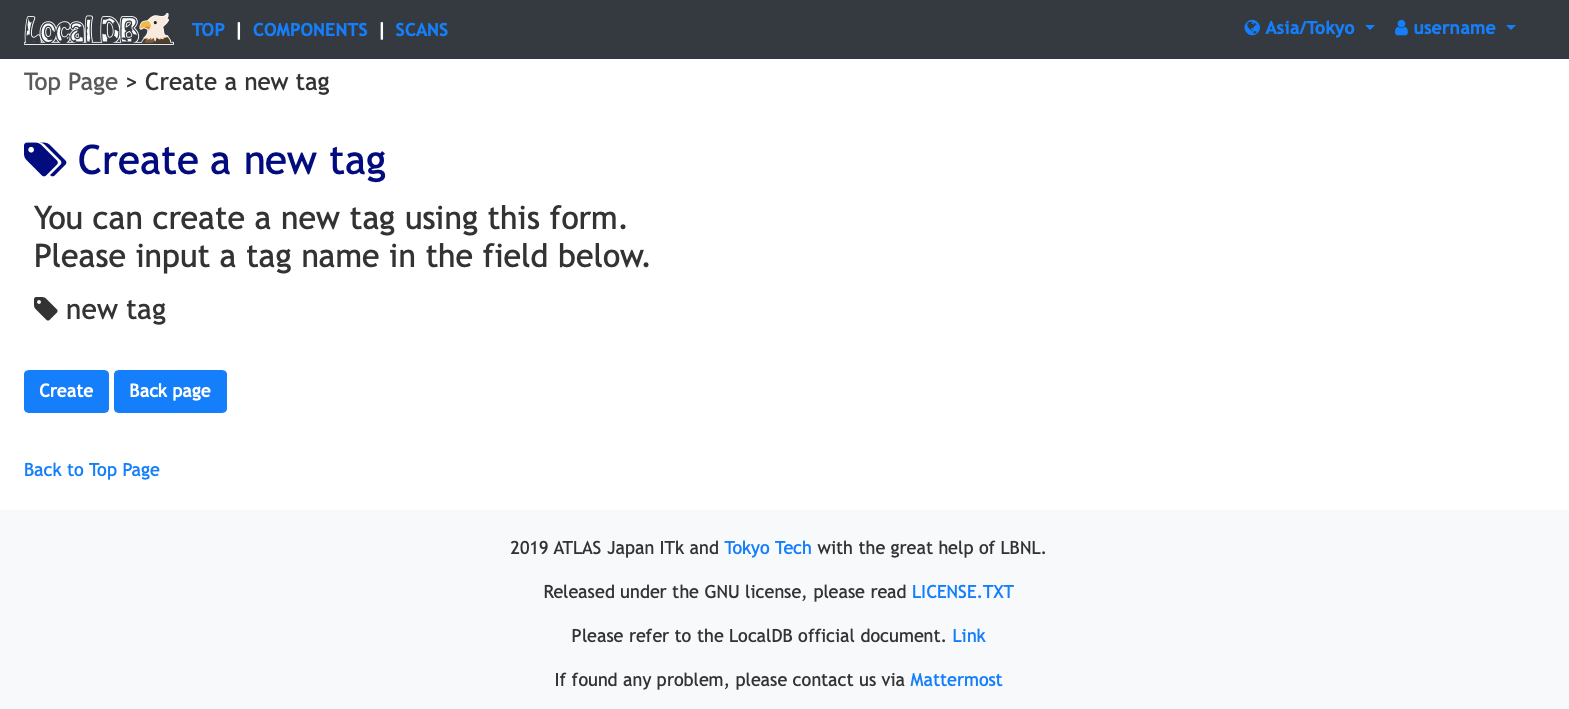 LocalDB TOP | COMPONENTS | SCANS Asia/Tokyo username
Top Page > Create a new tag
Create a new tag
You can create a new tag using this form.
Please input a tag name in the field below.
new tag
Create Back page
Back to Top Page
2019 ATLAS Japan ITk and Tokyo Tech with the great help of LBNL.
Released under the GNU license, please read LICENSE.TXT
Please refer to the LocalDB official document. Link
If found any problem, please contact us via Mattermost